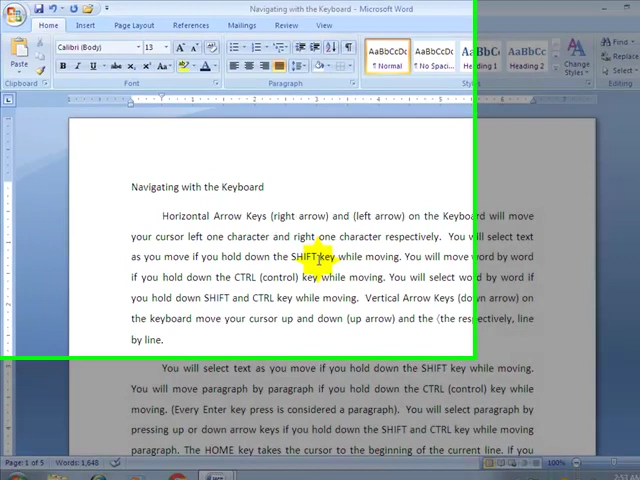 Navigating with the Keyboard - Microsoft Word
Home Insert Page Layout References Mailings Review View
Paste
Calibri (Body) 13
AaBbCcDc AaBbCcDc AaBbC AaBbCc
¶ Normal ¶ No Spaci... Heading 1 Heading 2
Change Styles
Find
Replace
Select
Clipboard Font Paragraph Styles
Navigating with the Keyboard
Horizontal Arrow Keys (right arrow) and (left arrow) on the Keyboard will move
your cursor left one character and right one character respectively. You will select text
as you move if you hold down the SHIFT key while moving. You will move word by word
if you hold down the CTRL (control) key while moving. You will select word by word if
you hold down SHIFT and CTRL key while moving. Vertical Arrow Keys (down arrow) on
the keyboard move your cursor up and down (up arrow) and the (the respectively, line
by line.
You will select text as you move if you hold down the SHIFT key while moving.
You will move paragraph by paragraph if you hold down the CTRL (control) key while
moving. (Every Enter key press is considered a paragraph). You will select paragraph by
pressing up or down arrow keys if you hold down the SHIFT and CTRL key while moving
paragraph. The HOME key takes the cursor to the beginning of the current line. If you
Page: 1 of 5 Words: 1,648 100%